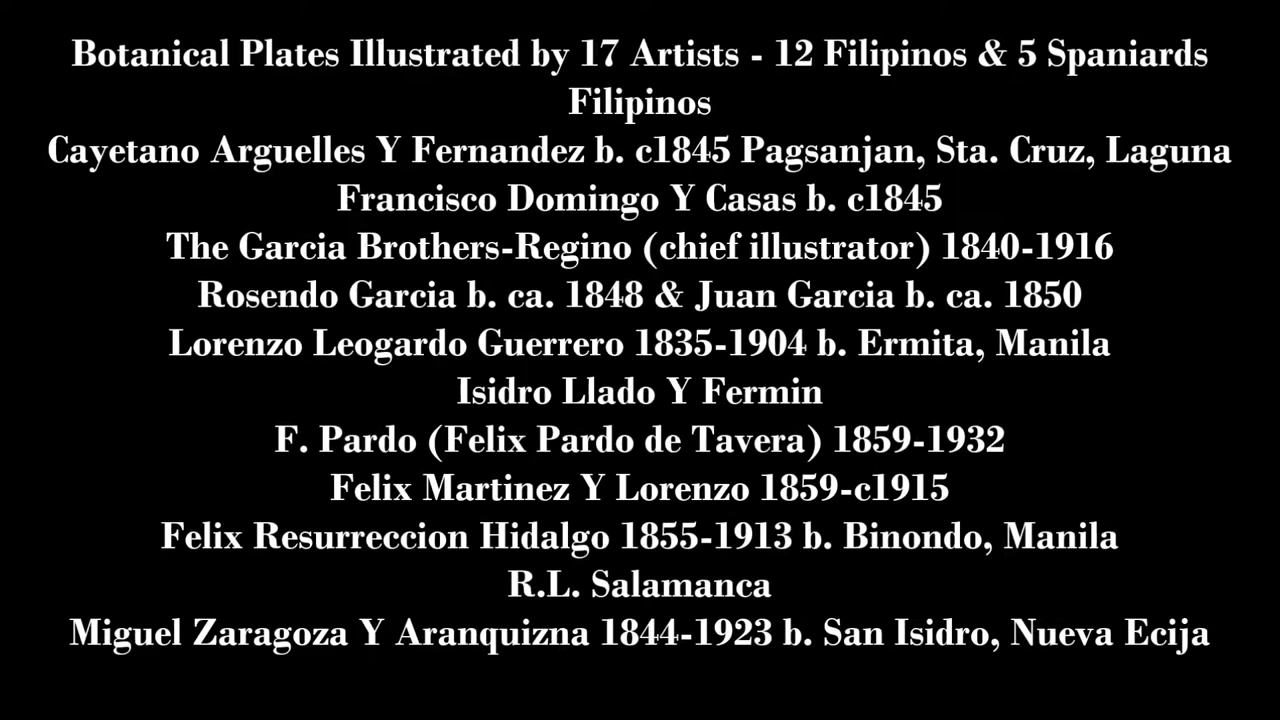 Botanical Plates Illustrated by 17 Artists - 12 Filipinos & 5 Spaniards
Filipinos
Cayetano Arguelles Y Fernandez b. c1845 Pagsanjan, Sta. Cruz, Laguna
Francisco Domingo Y Casas b. c1845
The Garcia Brothers-Regino (chief illustrator) 1840-1916
Rosendo Garcia b. ca. 1848 & Juan Garcia b. ca. 1850
Lorenzo Leogardo Guerrero 1835-1904 b. Ermita, Manila
Isidro Llado Y Fermin
F. Pardo (Felix Pardo de Tavera) 1859-1932
Felix Martinez Y Lorenzo 1859-c1915
Felix Resurreccion Hidalgo 1855-1913 b. Binondo, Manila
R.L. Salamanca
Miguel Zaragoza Y Aranquizna 1844-1923 b. San Isidro, Nueva Ecija